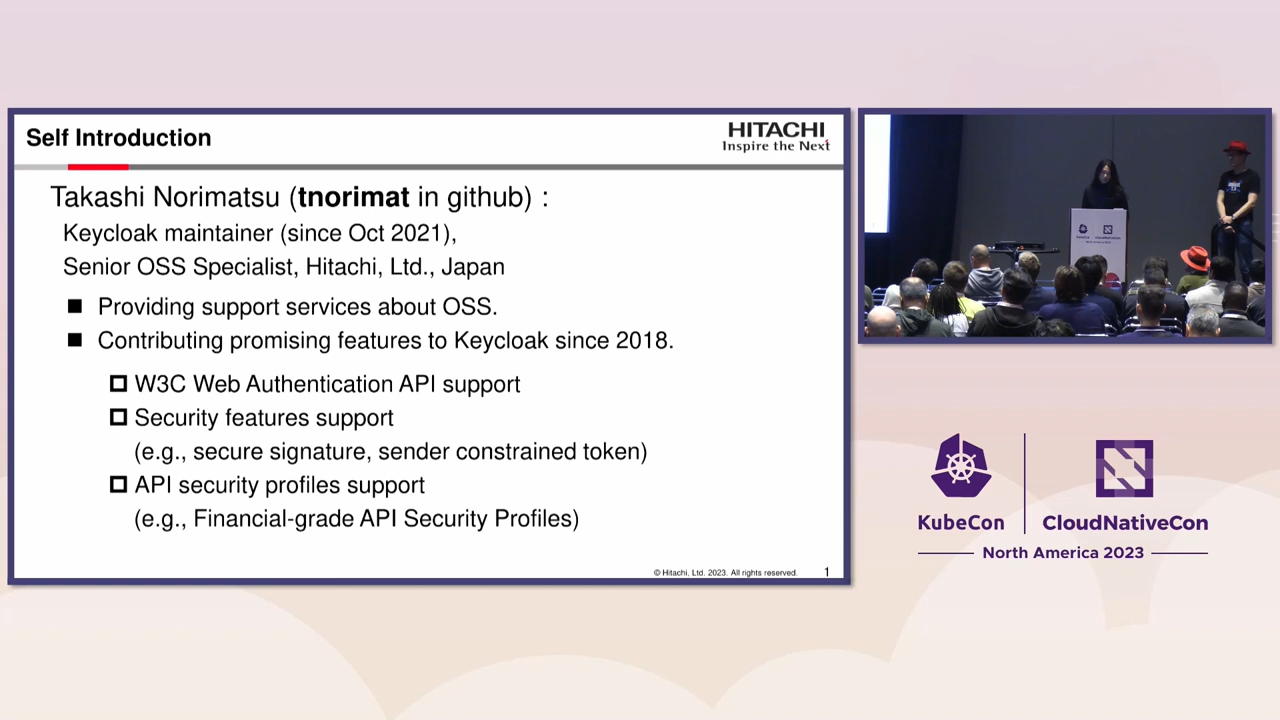 Self Introduction
HITACHI
Inspire the Next
Takashi Norimatsu (tnorimat in github) :
Keycloak maintainer (since Oct 2021),
Senior OSS Specialist, Hitachi, Ltd., Japan
Providing support services about OSS.
Contributing promising features to Keycloak since 2018.
W3C Web Authentication API support
Security features support
(e.g., secure signature, sender constrained token)
API security profiles support
(e.g., Financial-grade API Security Profiles)
© Hitachi, Ltd. 2023. All rights reserved.
1
KubeCon
CloudNativeCon
North America 2023